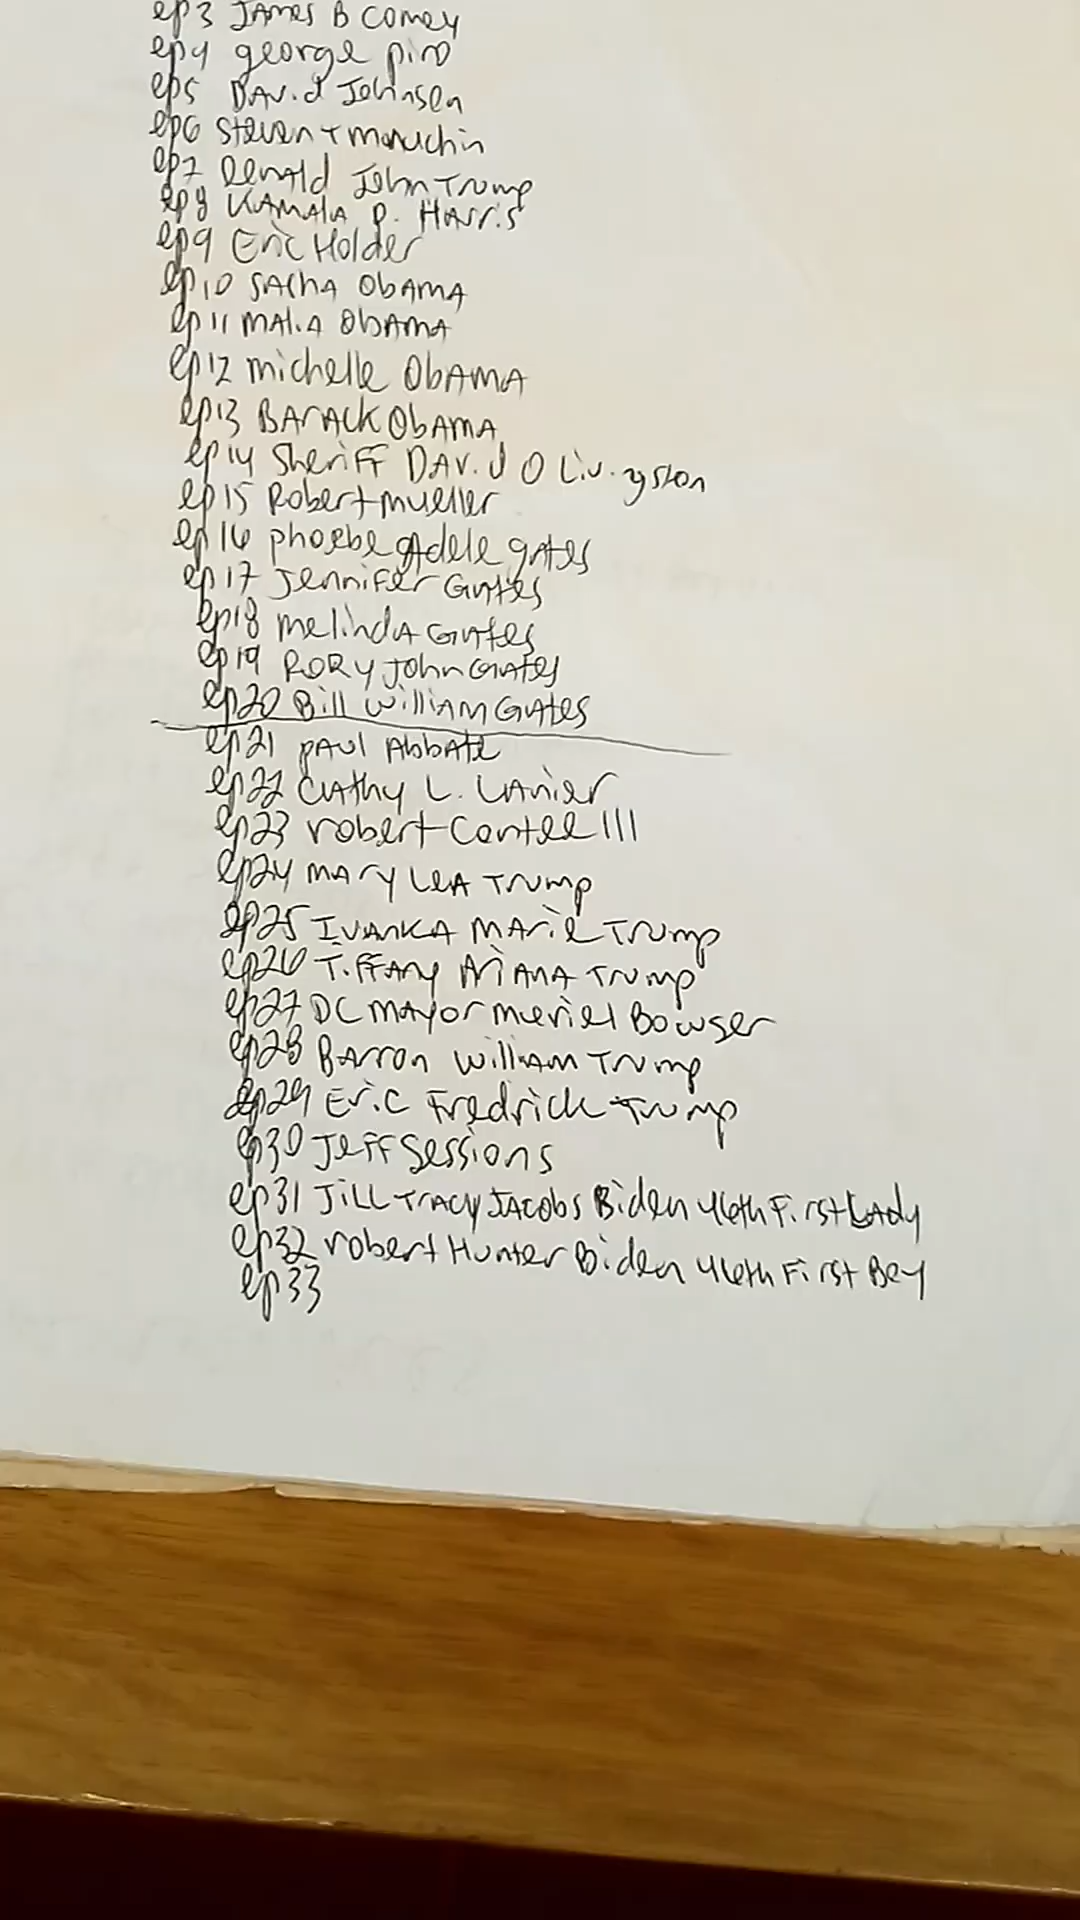 ep3 JAMES B Comey
ep4 george piro
ep5 DAvid Johnson
ep6 Steven T Mnuchin
ep7 Donald John Trump
ep8 KAMALA D. HARRIS
ep9 Eric Holder
ep10 SACHA ObAMA
ep11 MALIA ObAMA
ep12 michelle ObAMA
ep13 BARACK ObAMA
ep14 Sheriff DAViD O Livingston
ep15 Robert mueller
ep16 phoebe Adele gAtes
ep17 Jennifer GAtes
ep18 melindA GAtes
ep19 RORY John GAtes
ep20 Bill WilliAM GAtes
ep21 pAul AbbAte
ep22 CAthy L. LAnier
ep23 robert Contee III
ep24 MAry LeA Trump
ep25 IvANKA MArie Trump
ep26 TiffAny AriAnA Trump
ep27 DC MAyor Mueriel Bowser
ep28 BArron WilliAM Trump
ep29 Eric Fredrick Trump
ep30 Jeff Sessions
ep31 JiLL TRACY JACobs Biden 46th First LAdy
ep32 robert Hunter Biden 46th First Boy
ep33